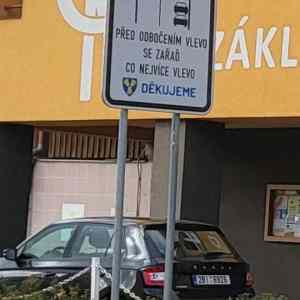 ZÁKL
PŘED ODBOČENÍM VLEVO
SE ZAŘAĎ
CO NEJVÍCE VLEVO
DĚKUJEME